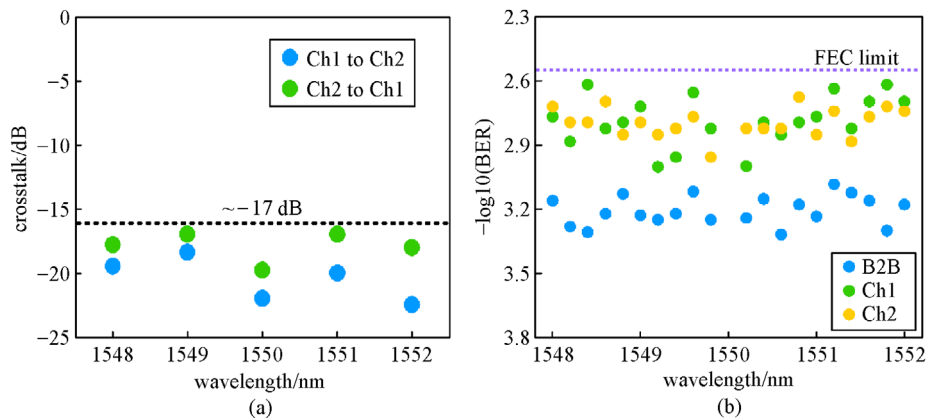 (a)
crosstalk/dB
0
−5
−10
−15
−20
−25
Ch1 to Ch2
Ch2 to Ch1
~−17 dB
1548 1549 1550 1551 1552
wavelength/nm
(a)
−log10(BER)
2.3
2.6
2.9
3.2
3.5
3.8
FEC limit
B2B
Ch1
Ch2
1548 1549 1550 1551 1552
wavelength/nm
(b)